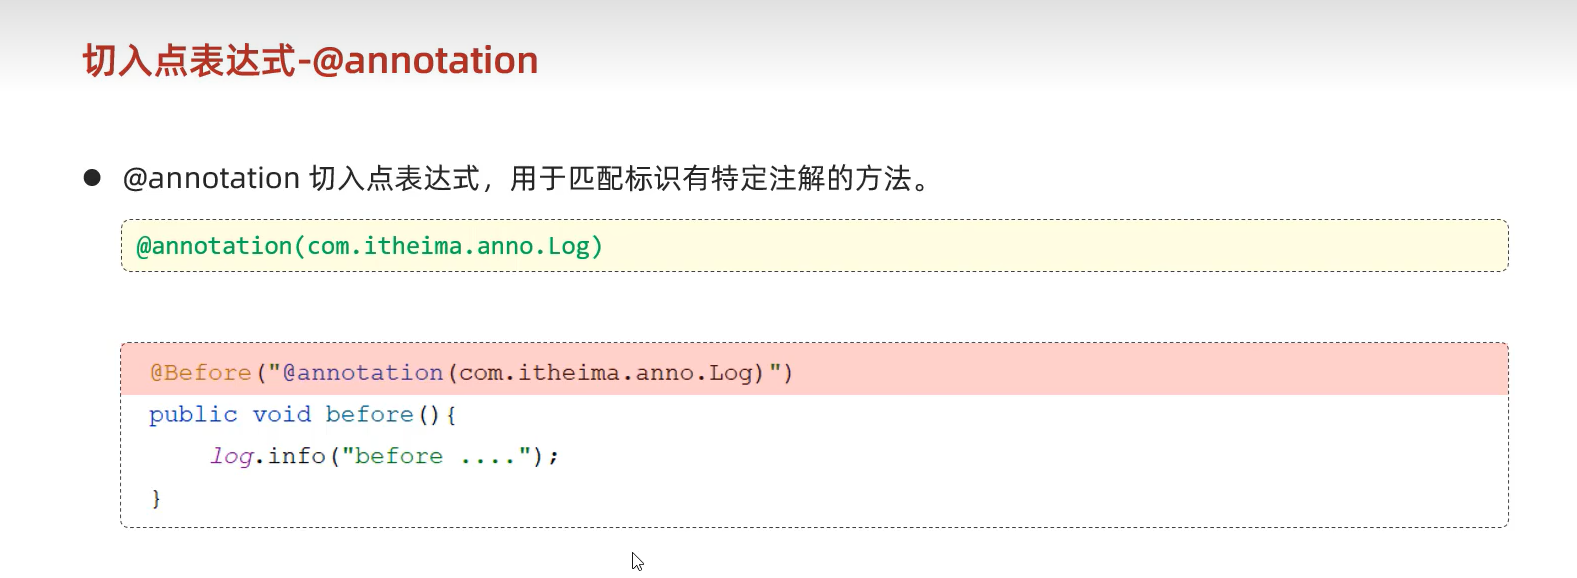 切入点表达式-@annotation
● @annotation 切入点表达式，用于匹配标识有特定注解的方法。
@annotation(com.itheima.anno.Log)
@Before("@annotation(com.itheima.anno.Log)")
public void before(){
    log.info("before ....");
}